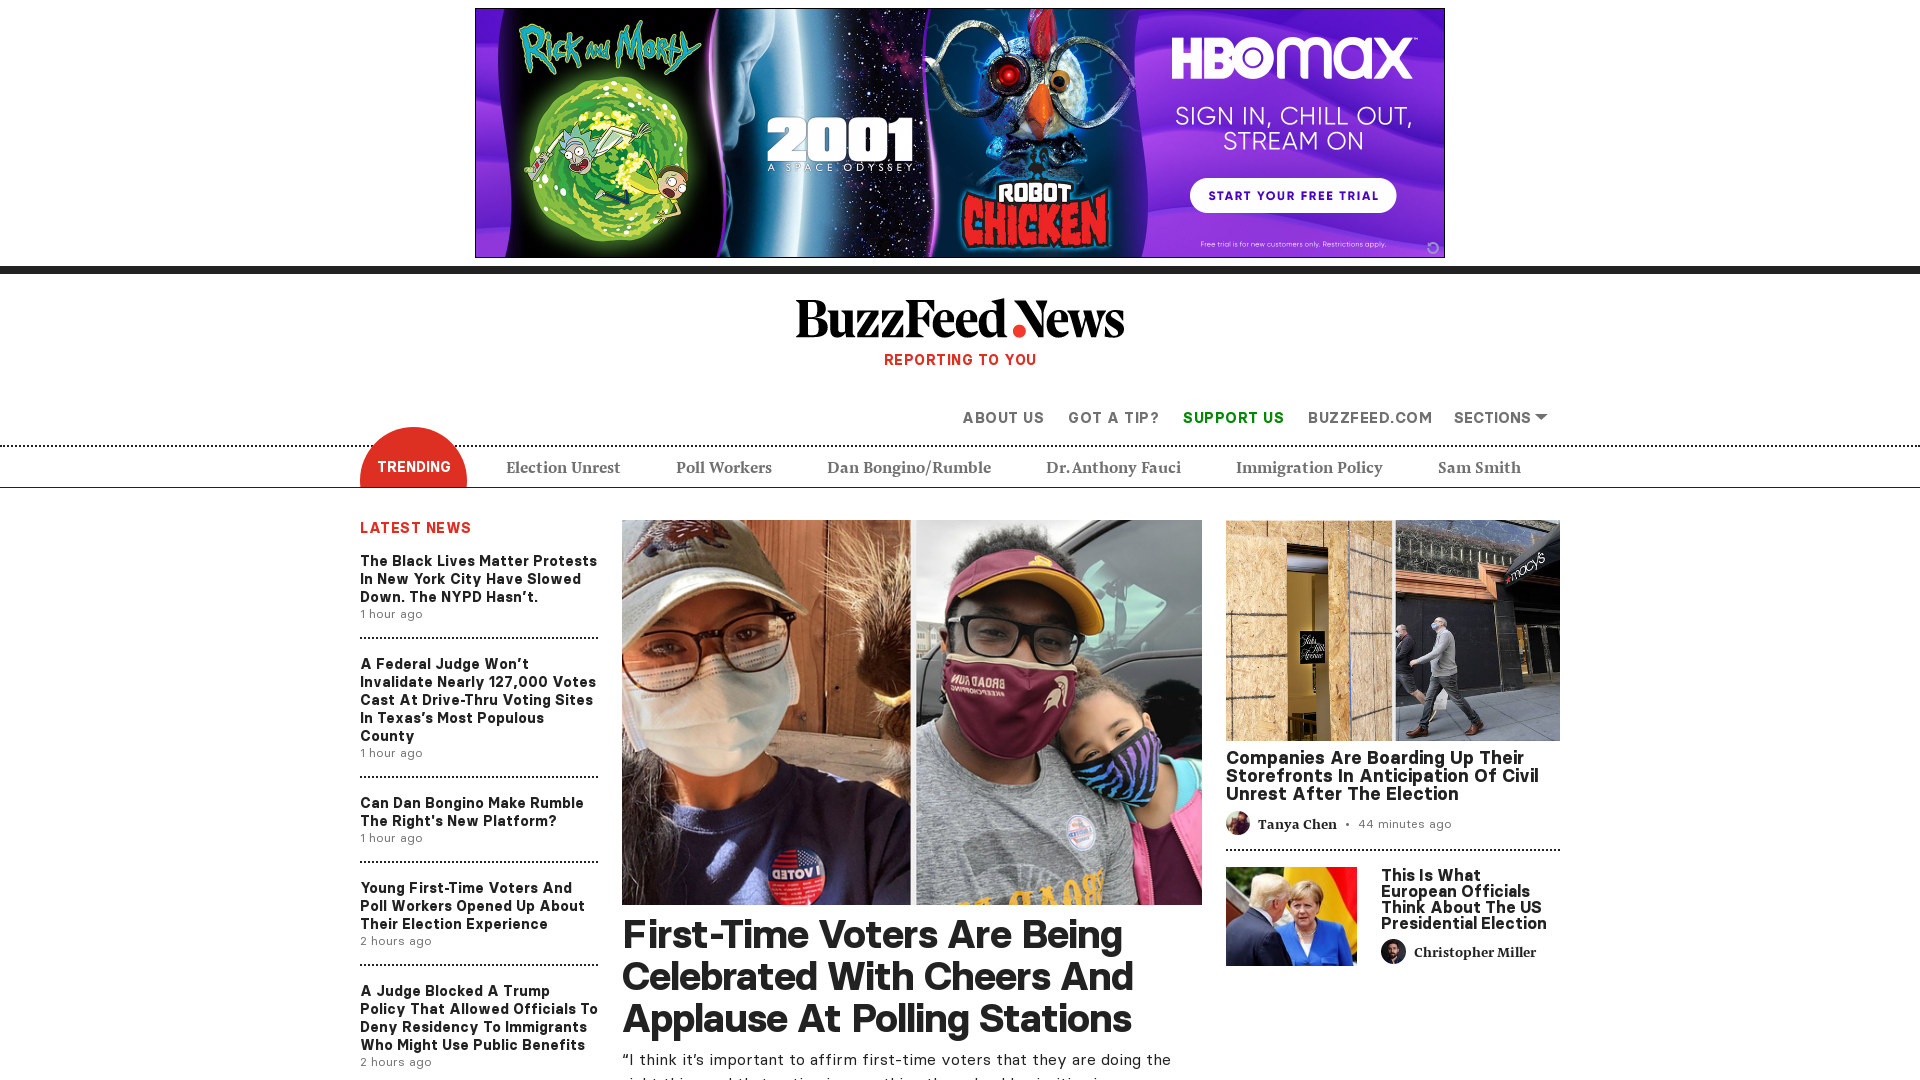 Rick and Morty
2001
A SPACE ODYSSEY
ROBOT
CHICKEN
HBOmax
SIGN IN, CHILL OUT,
STREAM ON
START YOUR FREE TRIAL
Free trial is for new customers only. Restrictions apply.
BuzzFeed News
REPORTING TO YOU
ABOUT US
GOT A TIP?
SUPPORT US
BUZZFEED.COM
SECTIONS
TRENDING
Election Unrest
Poll Workers
Dan Bongino/Rumble
Dr. Anthony Fauci
Immigration Policy
Sam Smith
LATEST NEWS
The Black Lives Matter Protests
In New York City Have Slowed
Down. The NYPD Hasn’t.
1 hour ago
A Federal Judge Won’t
Invalidate Nearly 127,000 Votes
Cast At Drive-Thru Voting Sites
In Texas’s Most Populous
County
1 hour ago
Can Dan Bongino Make Rumble
The Right's New Platform?
1 hour ago
Young First-Time Voters And
Poll Workers Opened Up About
Their Election Experience
2 hours ago
A Judge Blocked A Trump
Policy That Allowed Officials To
Deny Residency To Immigrants
Who Might Use Public Benefits
2 hours ago
I VOTED
BROAD RUN
#KEEPCHOPPING
BROAD
First-Time Voters Are Being
Celebrated With Cheers And
Applause At Polling Stations
“I think it’s important to affirm first-time voters that they are doing the
Saks
Fifth
Avenue
macy's
Companies Are Boarding Up Their
Storefronts In Anticipation Of Civil
Unrest After The Election
Tanya Chen • 44 minutes ago
This Is What
European Officials
Think About The US
Presidential Election
Christopher Miller